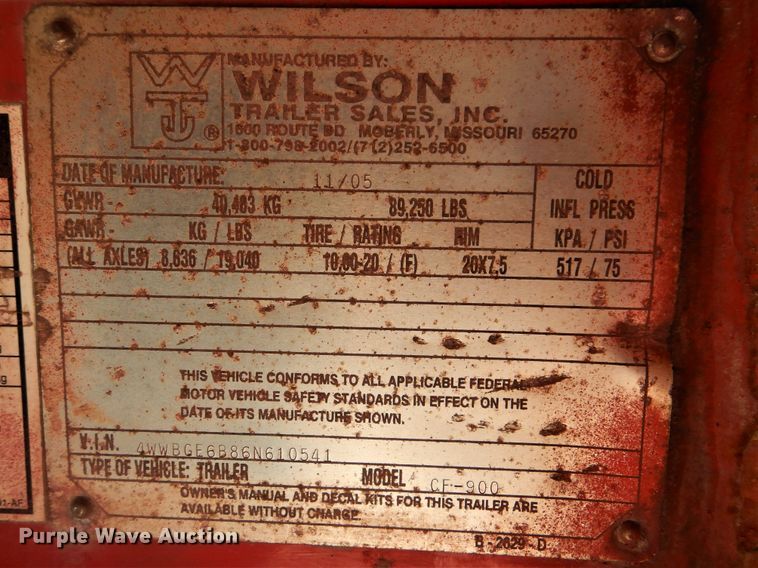 MANUFACTURED BY:
WILSON
TRAILER SALES, INC.
1500 ROUTE DD MOBERLY, MISSOURI 65270
1-800-798-2002/(712)252-6500
W T J ®
DATE OF MANUFACTURE: 11/05 COLD
GVWR 40,483 KG 89,250 LBS INFL PRESS
GAWR KG / LBS TIRE / RATING RIM KPA / PSI
(ALL AXLES) 8,636 / 19,040 10.00-20 / (F) 20X7.5 517 / 75
THIS VEHICLE CONFORMS TO ALL APPLICABLE FEDERAL
MOTOR VEHICLE SAFETY STANDARDS IN EFFECT ON THE
DATE OF ITS MANUFACTURE SHOWN.
V.I.N. 4WWBGE6B86N610541
TYPE OF VEHICLE: TRAILER MODEL CF-900
OWNER'S MANUAL AND DECAL KITS FOR THIS TRAILER ARE
AVAILABLE WITHOUT CHARGE.
B-2629 D
Purple Wave Auction